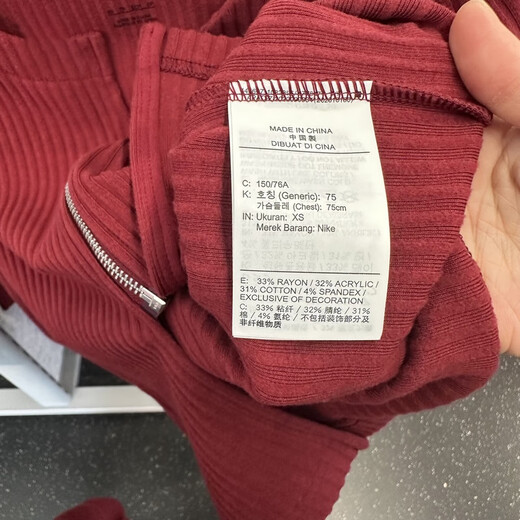 MADE IN CHINA
中国製
DIBUAT DI CINA
C: 150/76A
K: 호칭 (Generic): 75
가슴둘레 (Chest): 75cm
IN: Ukuran: XS
Merek Barang: Nike
E: 33% RAYON / 32% ACRYLIC /
31% COTTON / 4% SPANDEX /
EXCLUSIVE OF DECORATION
C: 33% 粘纤 / 32% 腈纶 / 31%
棉 / 4% 氨纶 / 不包括装饰部分及
非纤维物质